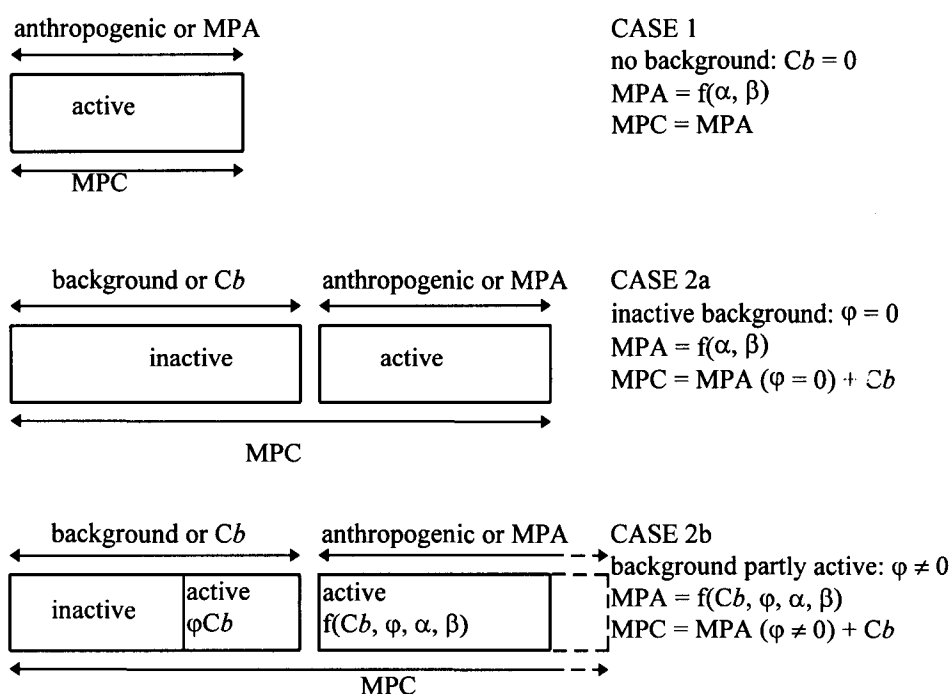 anthropogenic or MPA
active
MPC
CASE 1
no background: Cb = 0
MPA = f(α, β)
MPC = MPA
background or Cb
anthropogenic or MPA
inactive
active
MPC
CASE 2a
inactive background: φ = 0
MPA = f(α, β)
MPC = MPA (φ = 0) + Cb
background or Cb
anthropogenic or MPA
inactive
active
φCb
active
f(Cb, φ, α, β)
MPC
CASE 2b
background partly active: φ ≠ 0
MPA = f(Cb, φ, α, β)
MPC = MPA (φ ≠ 0) + Cb